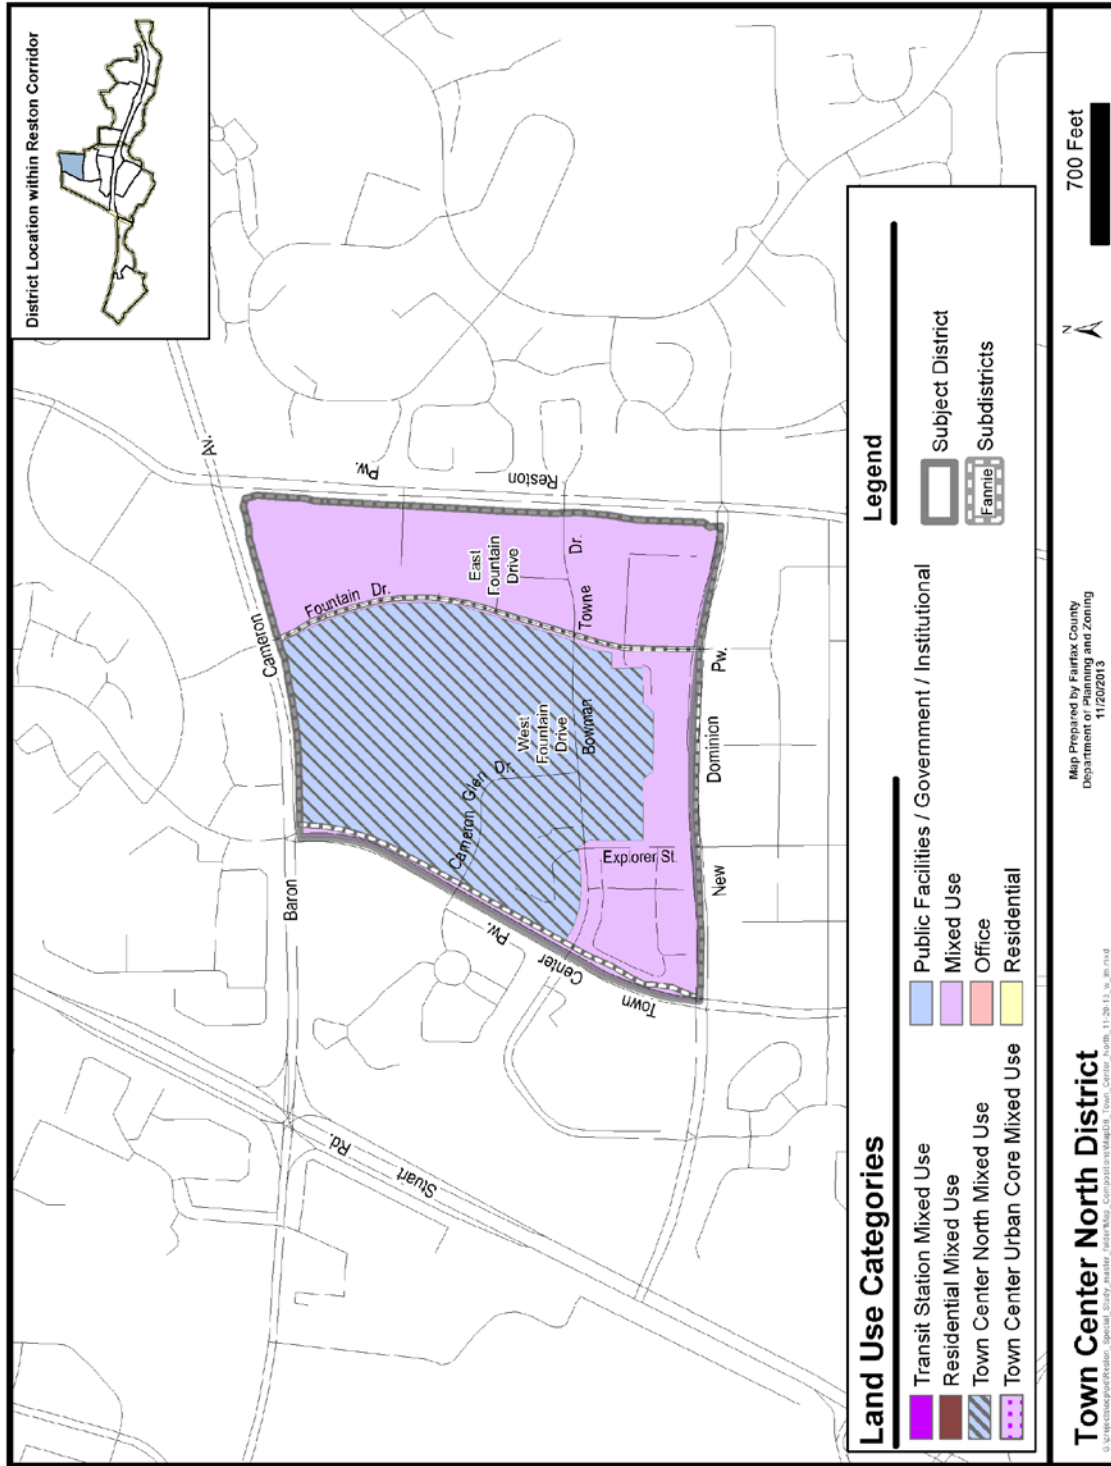 District Location within Reston Corridor
Cameron
Av.
Baron
Fountain Dr.
Pw.
Reston
East
Fountain
Drive
Dr.
Towne
West
Fountain
Drive
Bowman
Cameron Glen Dr.
Explorer St.
Pw.
Center
Town
New
Dominion
Pw.
Stuart
Rd.
Land Use Categories
Transit Station Mixed Use
Residential Mixed Use
Town Center North Mixed Use
Town Center Urban Core Mixed Use
Public Facilities / Government / Institutional
Mixed Use
Office
Residential
Legend
Subject District
Fannie
Subdistricts
Town Center North District
Map Prepared by Fairfax County
Department of Planning and Zoning
11/20/2013
N
700 Feet